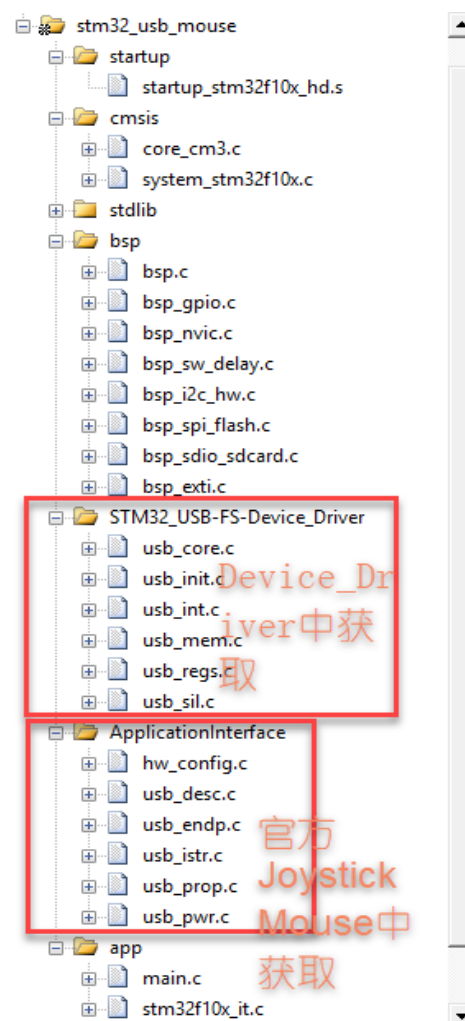 stm32_usb_mouse
startup
startup_stm32f10x_hd.s
cmsis
core_cm3.c
system_stm32f10x.c
stdlib
bsp
bsp.c
bsp_gpio.c
bsp_nvic.c
bsp_sw_delay.c
bsp_i2c_hw.c
bsp_spi_flash.c
bsp_sdio_sdcard.c
bsp_exti.c
STM32_USB-FS-Device_Driver
usb_core.c
usb_init.c
usb_int.c
usb_mem.c
usb_regs.c
usb_sil.c
Device_Dr
iver中获
取
ApplicationInterface
hw_config.c
usb_desc.c
usb_endp.c
usb_istr.c
usb_prop.c
usb_pwr.c
官方
Joystick
Mouse中
获取
app
main.c
stm32f10x_it.c